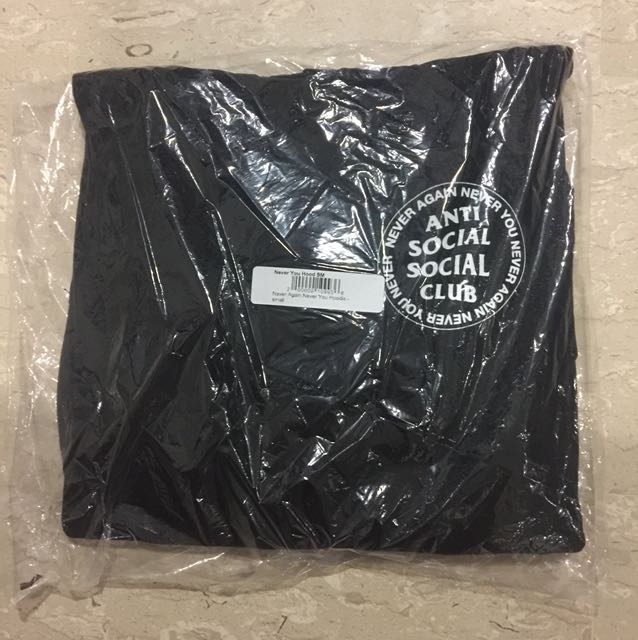 Never You Hood SM
Never Again Never You Hoodie -
small
NEVER AGAIN NEVER YOU NEVER AGAIN NEVER YOU NEVER
ANTI
SOCIAL
SOCIAL
CLUB